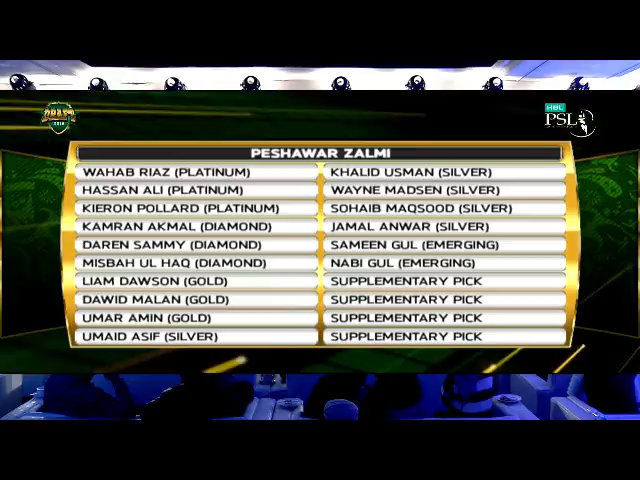 DRAFT
HBL
PSL
PESHAWAR ZALMI
WAHAB RIAZ (PLATINUM)
HASSAN ALI (PLATINUM)
KIERON POLLARD (PLATINUM)
KAMRAN AKMAL (DIAMOND)
DAREN SAMMY (DIAMOND)
MISBAH UL HAQ (DIAMOND)
LIAM DAWSON (GOLD)
DAWID MALAN (GOLD)
UMAR AMIN (GOLD)
UMAID ASIF (SILVER)
KHALID USMAN (SILVER)
WAYNE MADSEN (SILVER)
SOHAIB MAQSOOD (SILVER)
JAMAL ANWAR (SILVER)
SAMEEN GUL (EMERGING)
NABI GUL (EMERGING)
SUPPLEMENTARY PICK
SUPPLEMENTARY PICK
SUPPLEMENTARY PICK
SUPPLEMENTARY PICK